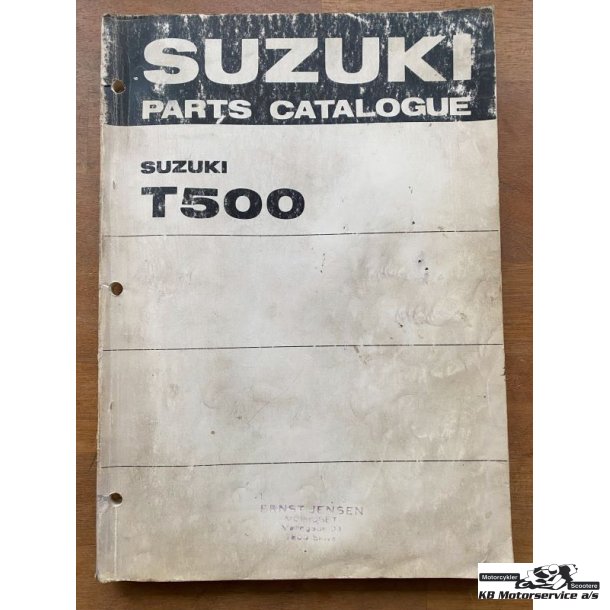 SUZUKI
PARTS CATALOGUE
SUZUKI
T500
ERNST JENSEN
Motorcykler
Scootere
KB Motorservice a/s